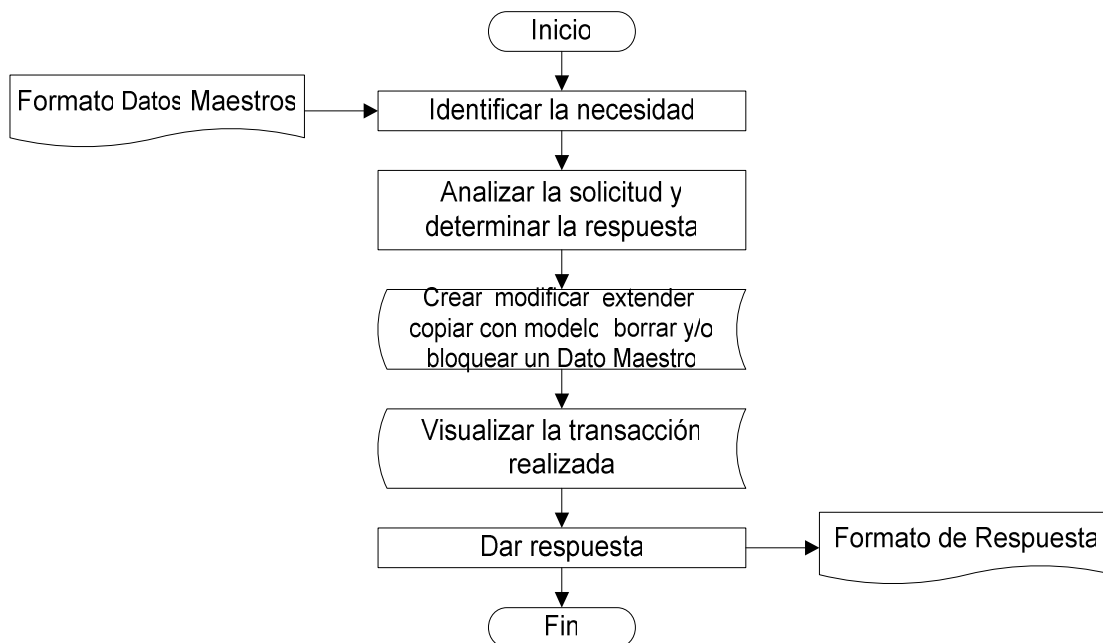 Inicio
Formato Datos Maestros
Identificar la necesidad
Analizar la solicitud y
determinar la respuesta
Crear modificar extender
copiar con modelo borrar y/o
bloquear un Dato Maestro
Visualizar la transacción
realizada
Dar respuesta
Formato de Respuesta
Fin